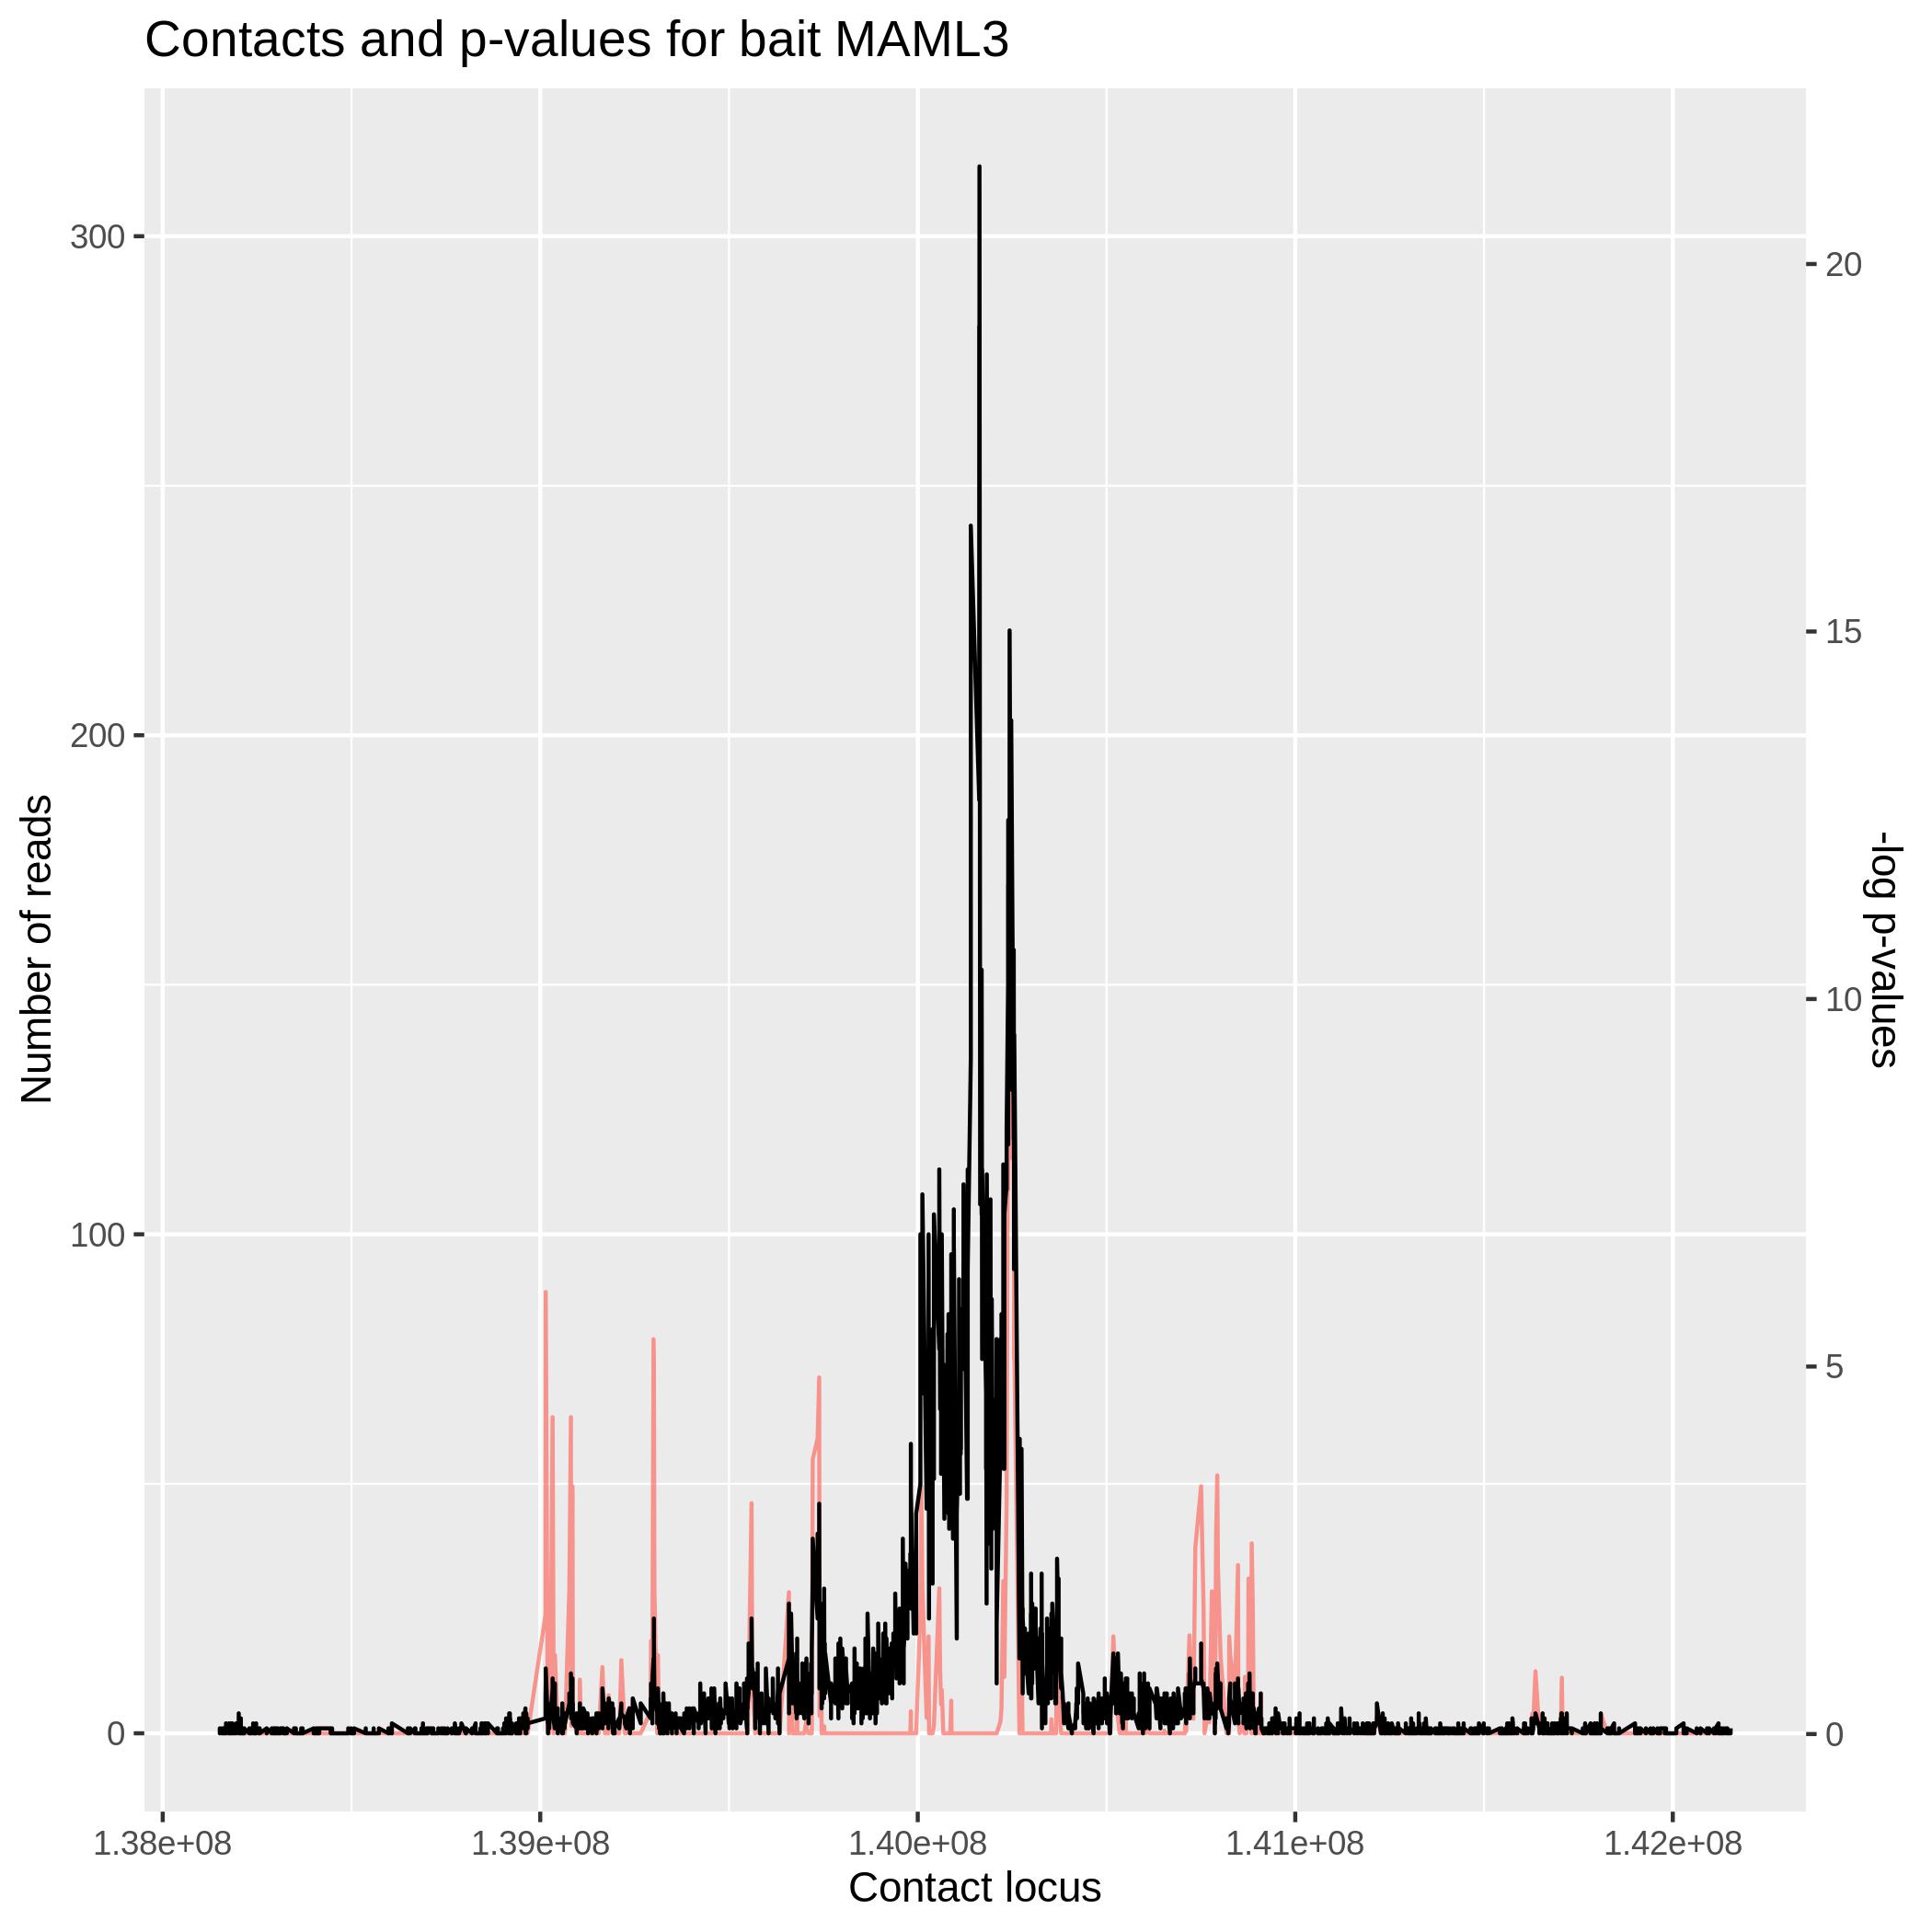 Contacts and p-values for bait MAML3
300
200
100
0
Number of reads
20
15
10
5
0
-log p-values
1.38e+08
1.39e+08
1.40e+08
1.41e+08
1.42e+08
Contact locus